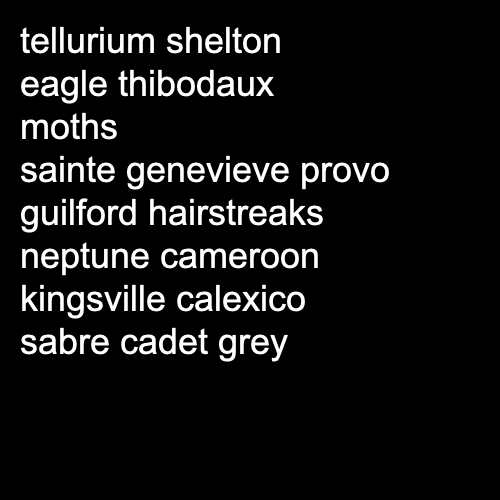 tellurium shelton
eagle thibodaux
moths
sainte genevieve provo
guilford hairstreaks
neptune cameroon
kingsville calexico
sabre cadet grey